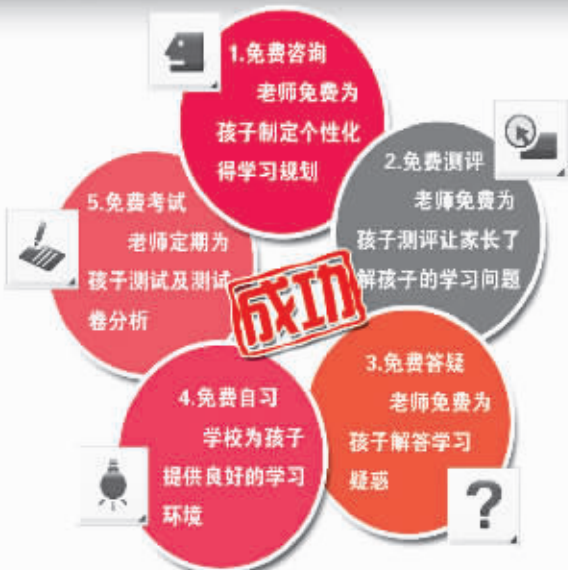 1.免费咨询
老师免费为
孩子制定个性化
得学习规划
2.免费测评
老师免费为
孩子测评让家长了
解孩子的学习问题
3.免费答疑
老师免费为
孩子解答学习
疑惑
4.免费自习
学校为孩子
提供良好的学习
环境
5.免费考试
老师定期为
孩子测试及测试
卷分析
成功
?